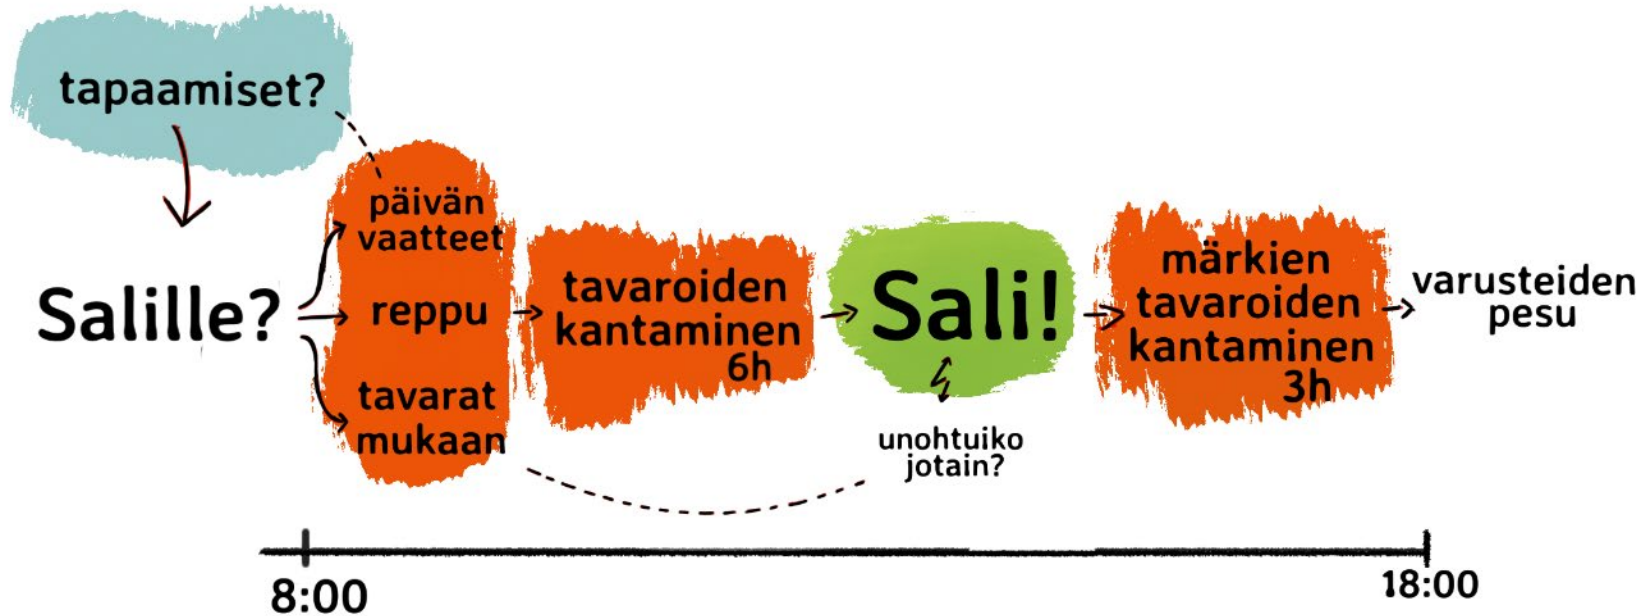 tapaamiset?
Salille?
päivän
vaatteet
reppu
tavarat
mukaan
tavaroiden
kantaminen
6h
Sali!
unohtuiko
jotain?
märkien
tavaroiden
kantaminen
3h
varusteiden
pesu
8:00
18:00